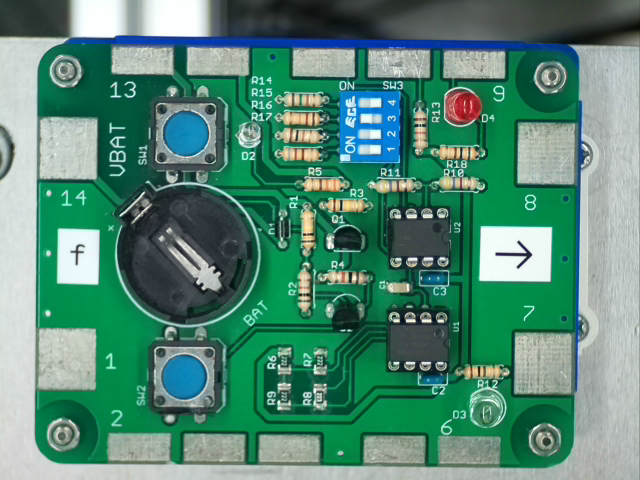 13
R14
R15
R16
R17
ON
SW3
R13
9
D4
VBAT
SW1
D2
ON
1 2 3 4
R18
R5
R11
R10
14
R1
R3
8
D1
Q1
U2
f
→
R4
C3
R2
BAT
7
U1
1
R6
R7
C2
R12
SW2
R9
R8
D3
2
6